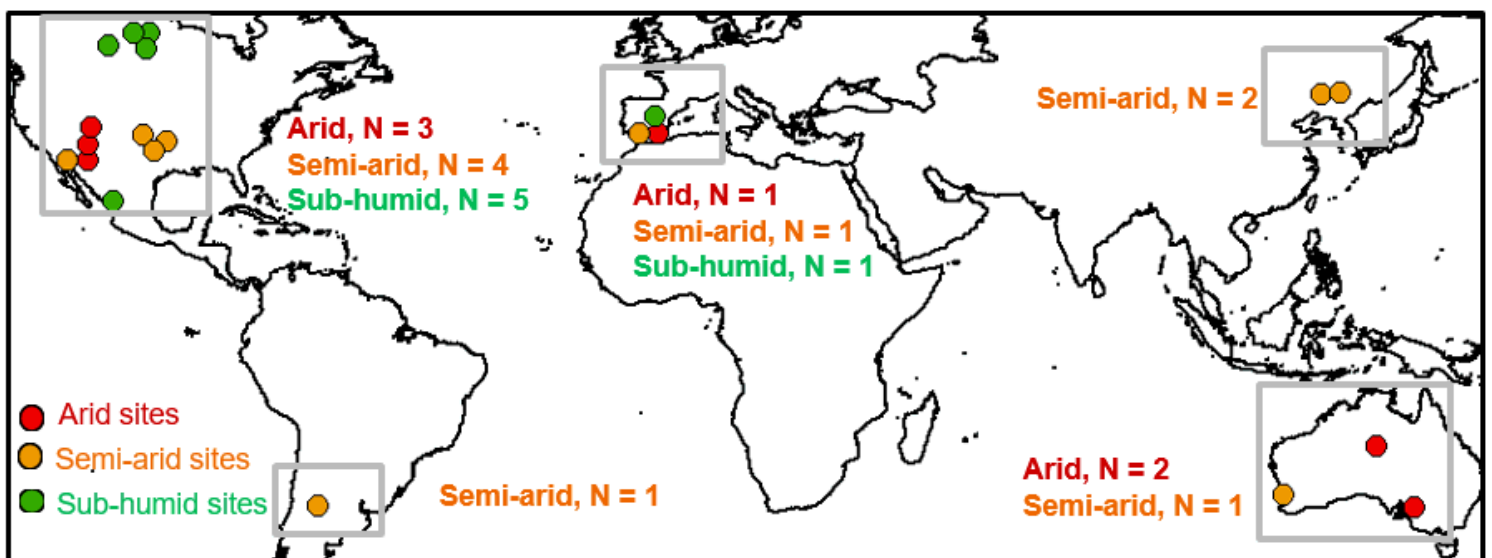 Semi-arid, N = 2
Arid, N = 3
Semi-arid, N = 4
Sub-humid, N = 5
Arid, N = 1
Semi-arid, N = 1
Sub-humid, N = 1
Arid sites
Semi-arid sites
Sub-humid sites
Semi-arid, N = 1
Arid, N = 2
Semi-arid, N = 1